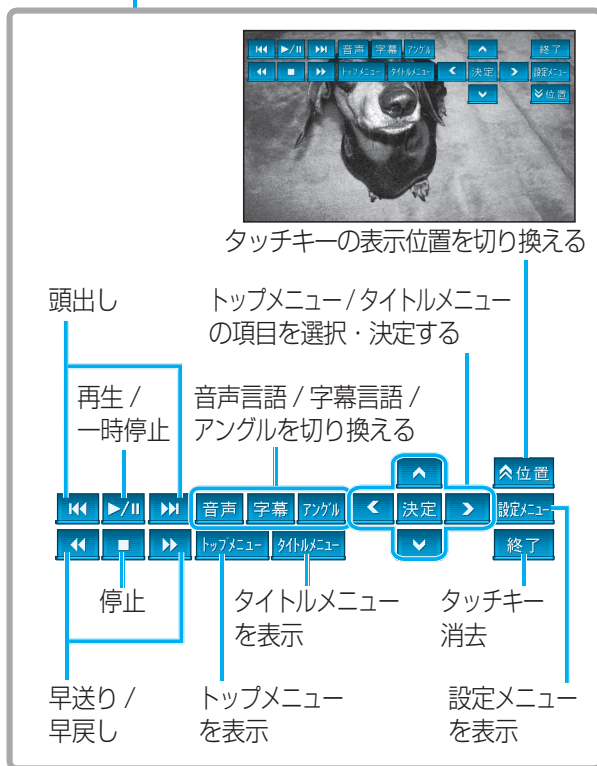 音声 字幕 アングル 終了
トップメニュー タイトルメニュー 決定 設定メニュー
位置
タッチキーの表示位置を切り換える
頭出し
トップメニュー / タイトルメニュー
の項目を選択・決定する
再生 /
一時停止
音声言語 / 字幕言語 /
アングルを切り換える
位置
音声 字幕 アングル 決定 設定メニュー
トップメニュー タイトルメニュー 終了
停止
タイトルメニュー
を表示
タッチキー
消去
早送り /
早戻し
トップメニュー
を表示
設定メニュー
を表示